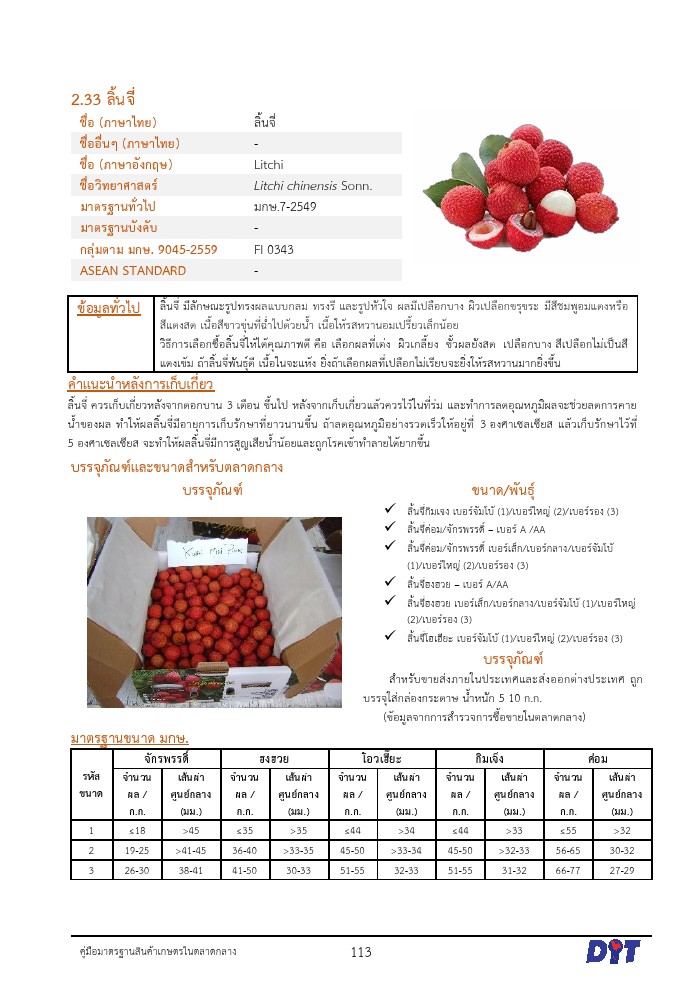 2.33 ลิ้นจี่
ชื่อ (ภาษาไทย) ลิ้นจี่
ชื่ออื่นๆ (ภาษาไทย) -
ชื่อ (ภาษาอังกฤษ) Litchi
ชื่อวิทยาศาสตร์ Litchi chinensis Sonn.
มาตรฐานทั่วไป มกษ.7-2549
มาตรฐานบังคับ -
กลุ่มตาม มกษ. 9045-2559 FI 0343
ASEAN STANDARD -
ข้อมูลทั่วไป
ลิ้นจี่ มีลักษณะรูปทรงผลแบบกลม ทรงรี และรูปหัวใจ ผลมีเปลือกบาง ผิวเปลือกขรุขระ มีสีชมพูอมแดงหรือ
สีแดงสด เนื้อสีขาวขุ่นที่ฉ่ำไปด้วยน้ำ เนื้อให้รสหวานอมเปรี้ยวเล็กน้อย
วิธีการเลือกซื้อลิ้นจี่ให้ได้คุณภาพดี คือ เลือกผลที่เต่ง ผิวเกลี้ยง ขั้วผลยังสด เปลือกบาง สีเปลือกไม่เป็นสี
แดงเข้ม ถ้าลิ้นจี่พันธุ์ดี เนื้อในจะแห้ง ยิ่งถ้าเลือกผลที่เปลือกไม่เรียบจะยิ่งให้รสหวานมากยิ่งขึ้น
คำแนะนำหลังการเก็บเกี่ยว
ลิ้นจี่ ควรเก็บเกี่ยวหลังจากดอกบาน 3 เดือน ขึ้นไป หลังจากเก็บเกี่ยวแล้วควรไว้ในที่ร่ม และทำการลดอุณหภูมิผลจะช่วยลดการคาย
น้ำของผล ทำให้ผลลิ้นจี่มีอายุการเก็บรักษาที่ยาวนานขึ้น ถ้าลดอุณหภูมิอย่างรวดเร็วให้อยู่ที่ 3 องศาเซลเซียส แล้วเก็บรักษาไว้ที่
5 องศาเซลเซียส จะทำให้ผลลิ้นจี่มีการสูญเสียน้ำน้อยและถูกโรคเข้าทำลายได้ยากขึ้น
บรรจุภัณฑ์และขนาดสำหรับตลาดกลาง
บรรจุภัณฑ์
ขนาด/พันธุ์
✓ ลิ้นจี่กิมเจง เบอร์จัมโบ้ (1)/เบอร์ใหญ่ (2)/เบอร์รอง (3)
✓ ลิ้นจี่ค่อม/จักรพรรดิ์ – เบอร์ A /AA
✓ ลิ้นจี่ค่อม/จักรพรรดิ์ เบอร์เล็ก/เบอร์กลาง/เบอร์จัมโบ้
(1)/เบอร์ใหญ่ (2)/เบอร์รอง (3)
✓ ลิ้นจี่ฮงฮวย – เบอร์ A/AA
✓ ลิ้นจี่ฮงฮวย เบอร์เล็ก/เบอร์กลาง/เบอร์จัมโบ้ (1)/เบอร์ใหญ่
(2)/เบอร์รอง (3)
✓ ลิ้นจี่โฮเฮียะ เบอร์จัมโบ้ (1)/เบอร์ใหญ่ (2)/เบอร์รอง (3)
บรรจุภัณฑ์
สำหรับขายส่งภายในประเทศและส่งออกต่างประเทศ ถูก
บรรจุใส่กล่องกระดาษ น้ำหนัก 5 10 ก.ก.
(ข้อมูลจากการสำรวจการซื้อขายในตลาดกลาง)
มาตรฐานขนาด มกษ.
รหัส ขนาด จักรพรรดิ์ ฮงฮวย โอวเฮี๊ยะ กิมเจ็ง ค่อม
จำนวน เส้นผ่า จำนวน เส้นผ่า จำนวน เส้นผ่า จำนวน เส้นผ่า จำนวน เส้นผ่า
ผล / ศูนย์กลาง ผล / ศูนย์กลาง ผล / ศูนย์กลาง ผล / ศูนย์กลาง ผล / ศูนย์กลาง
ก.ก. (มม.) ก.ก. (มม.) ก.ก. (มม.) ก.ก. (มม.) ก.ก. (มม.)
1 ≤18 >45 ≤35 >35 ≤44 >34 ≤44 >33 ≤55 >32
2 19-25 >41-45 36-40 >33-35 45-50 >33-34 45-50 >32-33 56-65 30-32
3 26-30 38-41 41-50 30-33 51-55 32-33 51-55 31-32 66-77 27-29
คู่มือมาตรฐานสินค้าเกษตรในตลาดกลาง 113 DIT